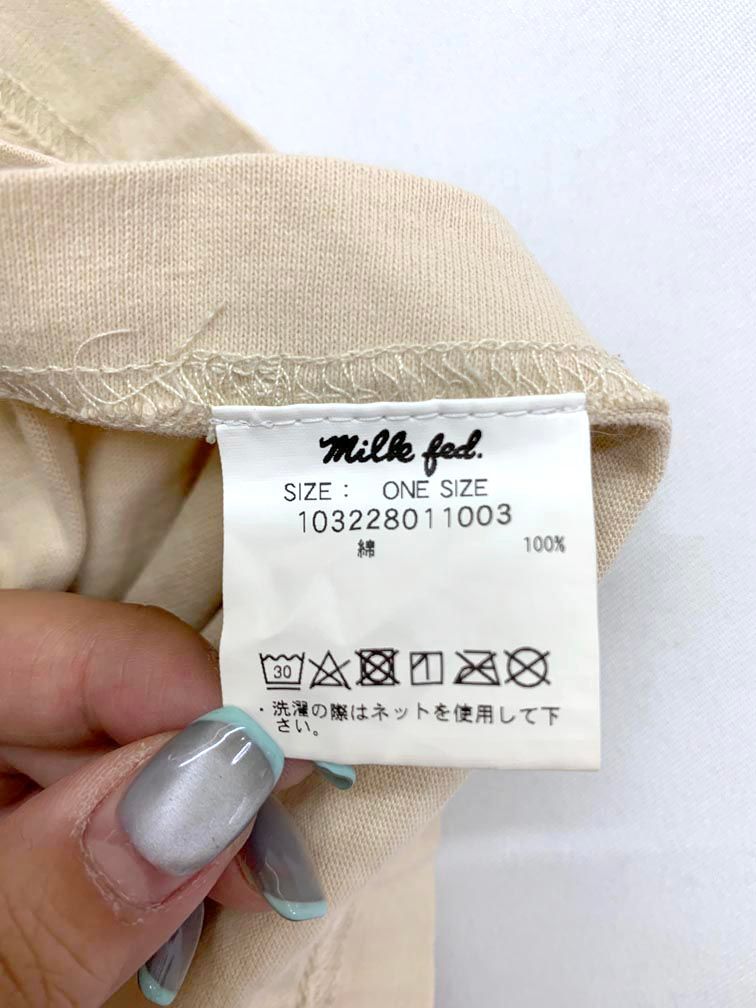 Milk fed.
SIZE : ONE SIZE
103228011003
綿 100%
30
・洗濯の際はネットを使用して下
さい。